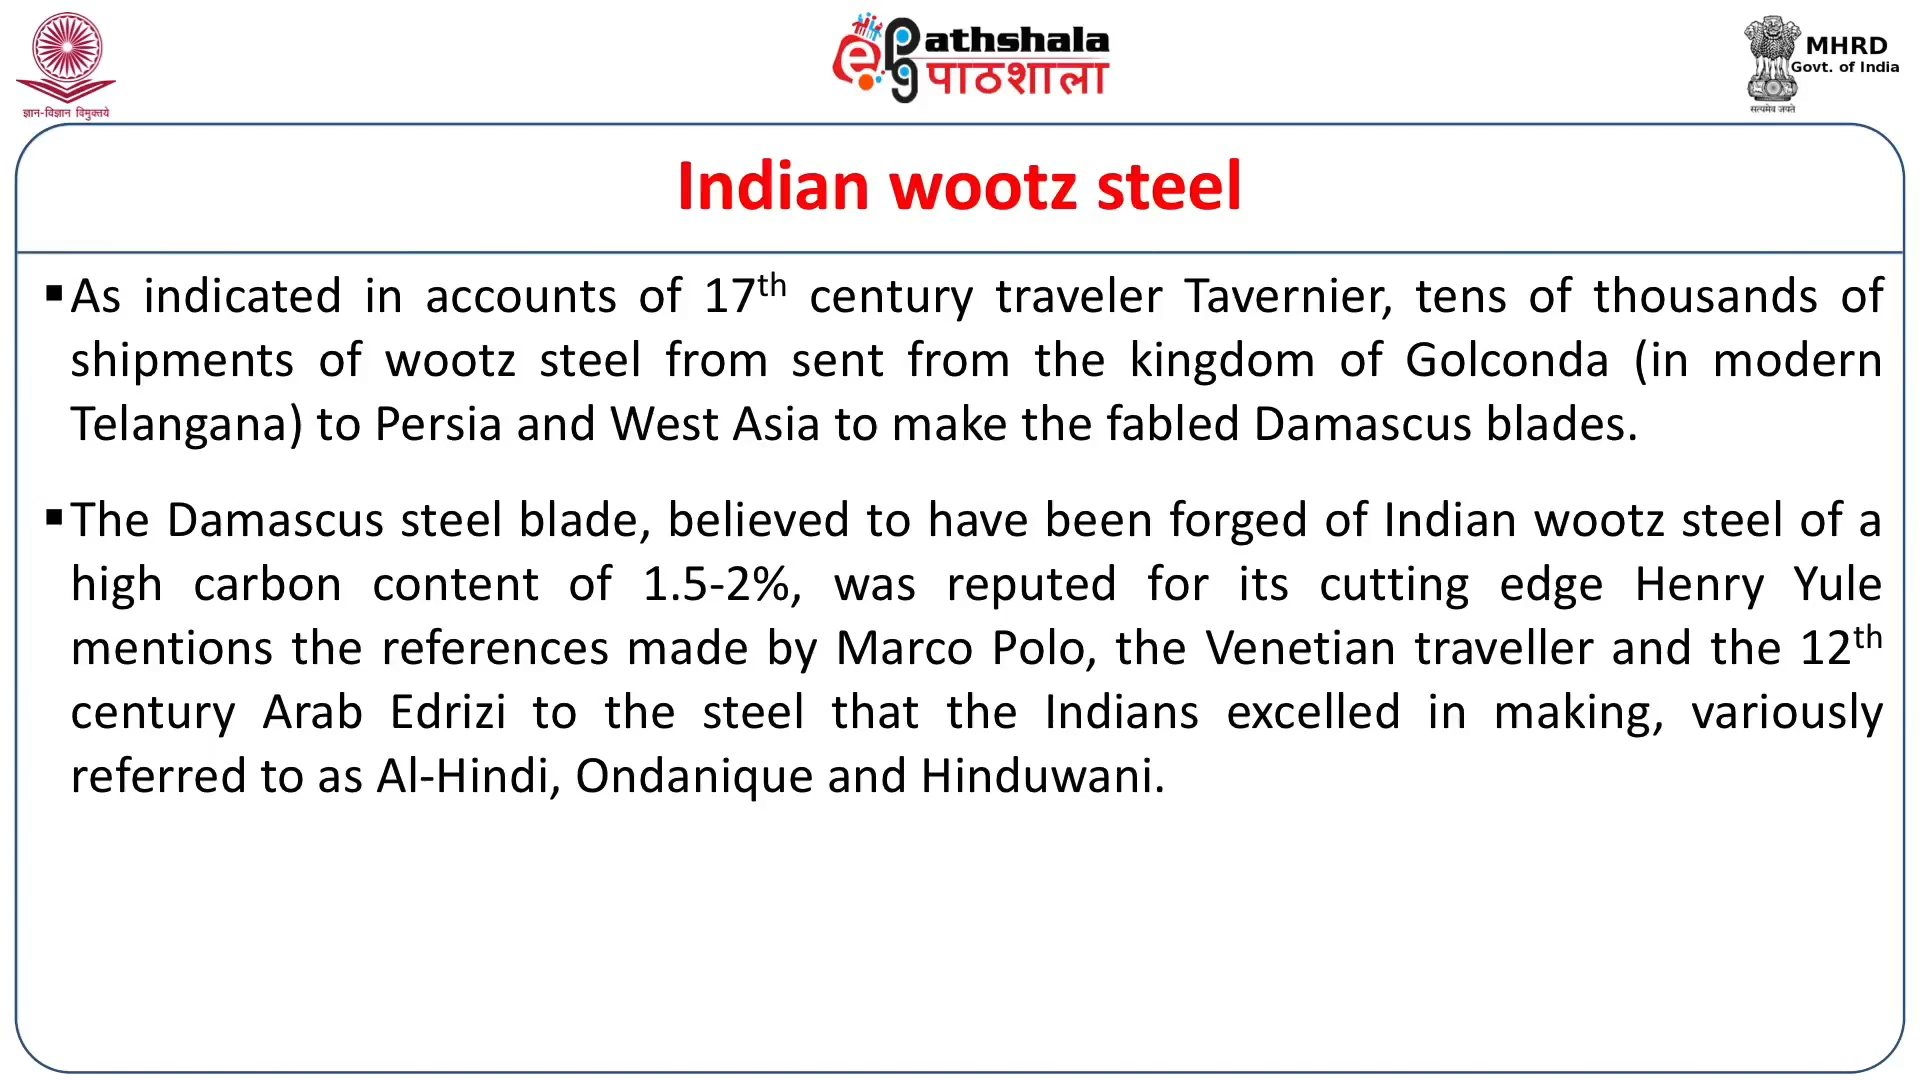 ज्ञान-विज्ञान विमुक्तये
e PG Pathshala
पाठशाला
MHRD
Govt. of India
सत्यमेव जयते
Indian wootz steel
▪As indicated in accounts of 17th century traveler Tavernier, tens of thousands of
shipments of wootz steel from sent from the kingdom of Golconda (in modern
Telangana) to Persia and West Asia to make the fabled Damascus blades.
▪The Damascus steel blade, believed to have been forged of Indian wootz steel of a
high carbon content of 1.5-2%, was reputed for its cutting edge Henry Yule
mentions the references made by Marco Polo, the Venetian traveller and the 12th
century Arab Edrizi to the steel that the Indians excelled in making, variously
referred to as Al-Hindi, Ondanique and Hinduwani.